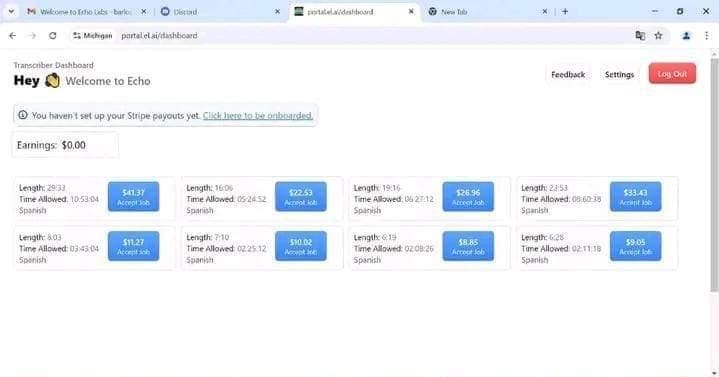 Welcome to Echo Labs
Discord
portal.el.ai/dashboard
New Tab
Michigan portal.el.ai/dashboard
Transcriber Dashboard
Hey 👋 Welcome to Echo
Feedback Settings Log Out
You haven't set up your Stripe payouts yet. Click here to be onboarded.
Earnings: $0.00
Length: 29:33
Time Allowed: 10:53:04
Spanish
$41.37
Accept Job
Length: 16:06
Time Allowed: 05:24:52
Spanish
$22.53
Accept Job
Length: 19:16
Time Allowed: 06:27:12
Spanish
$26.96
Accept Job
Length: 23:53
Time Allowed: 08:60:38
Spanish
$33.43
Accept Job
Length: 8:03
Time Allowed: 03:43:04
Spanish
$11.27
Accept Job
Length: 7:10
Time Allowed: 02:25:12
Spanish
$10.02
Accept Job
Length: 6:19
Time Allowed: 02:08:26
Spanish
$8.85
Accept Job
Length: 6:28
Time Allowed: 02:11:18
Spanish
$9.05
Accept Job